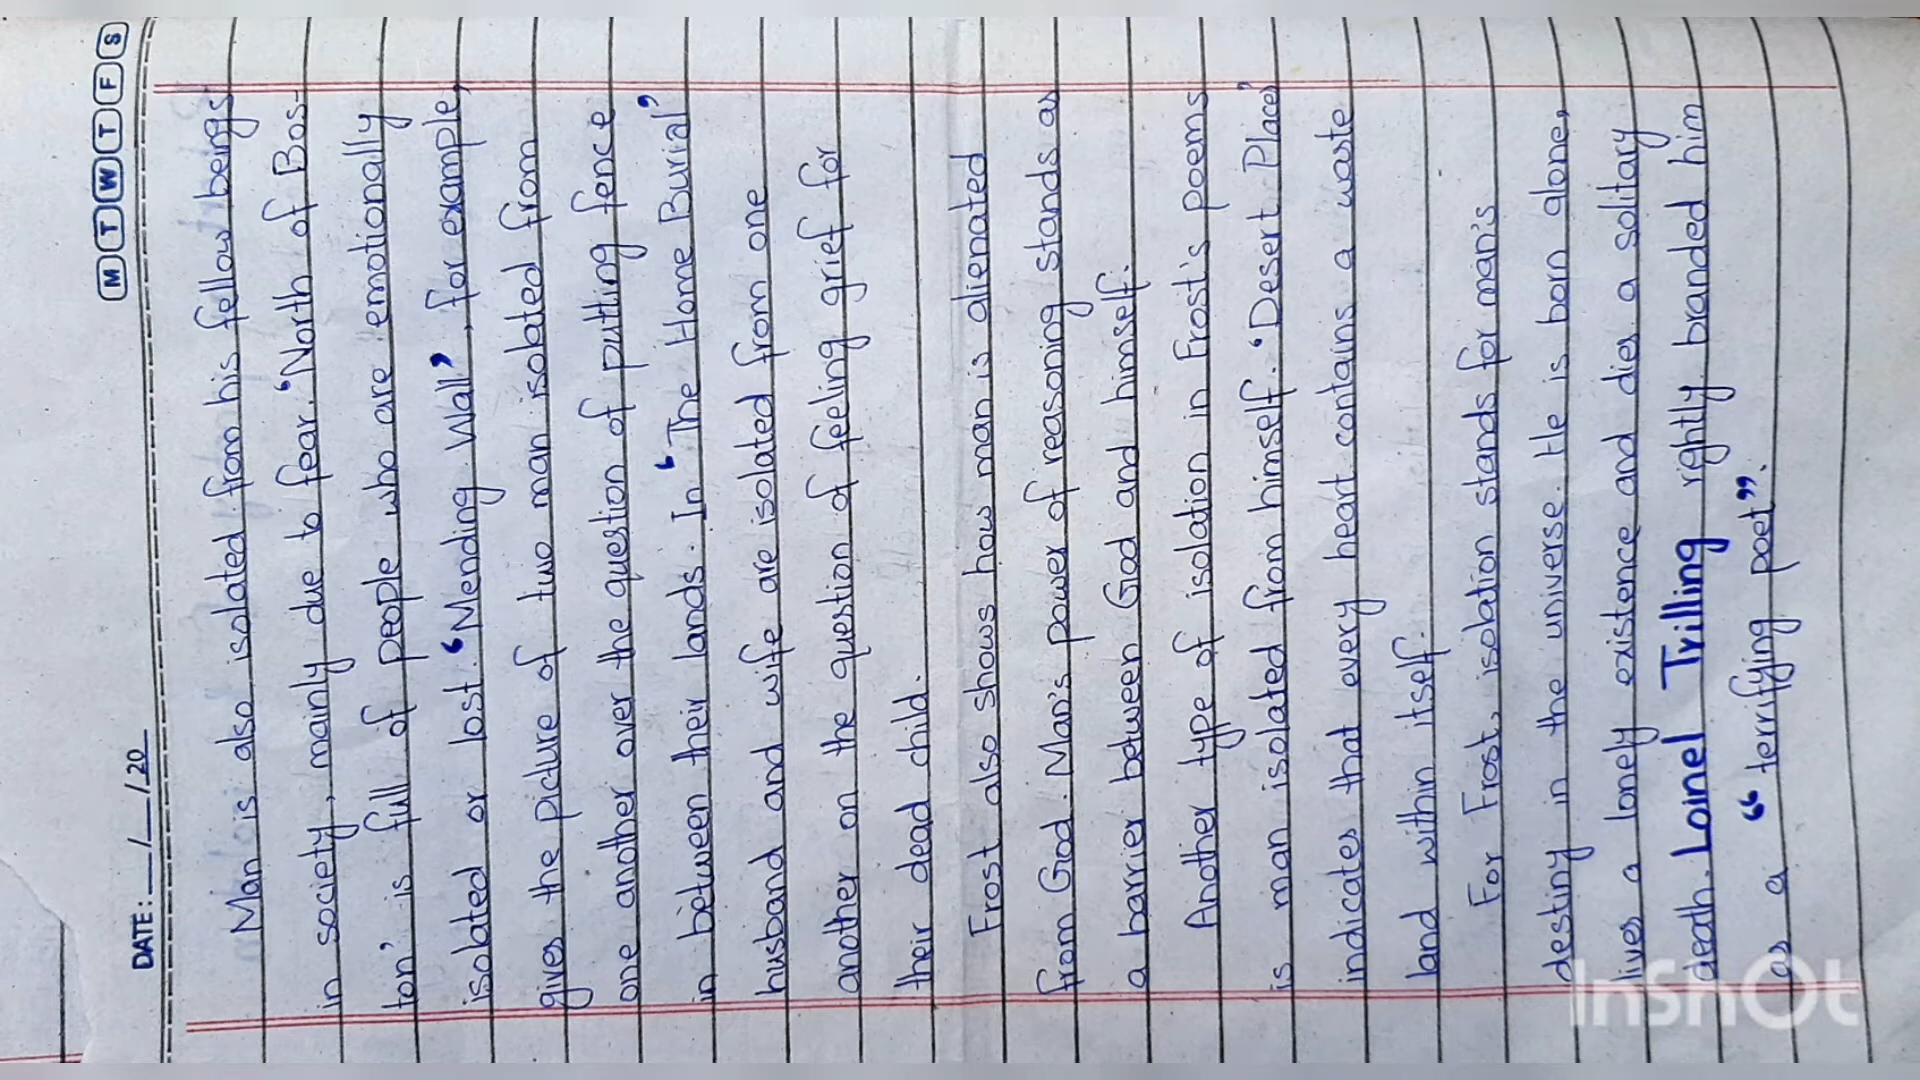 M T W T F S
DATE: __/__/20__
Man is also isolated from his fellow beings
in society, mainly due to fear. 'North of Bos-
ton' is full of people who are emotionally
isolated or lost. "Mending Wall", for example,
gives the picture of two man isolated from
one another over the question of putting fence
in between their lands. In 'The Home Burial'
husband and wife are isolated from one
another on the question of feeling grief for
their dead child.
Frost also shows how man is alienated
from God. Man's power of reasoning stands as
a barrier between God and himself.
Another type of isolation in Frost's poems
is man isolated from himself. 'Desert Places'
indicates that every heart contains a waste
land within itself.
For Frost, isobation stands for man's
destiny in the universe. He is born alone,
lives a lonely existence and dies a solitary
death. Loinel Trilling rightly branded him
as a "terrifying poet".
InShOt